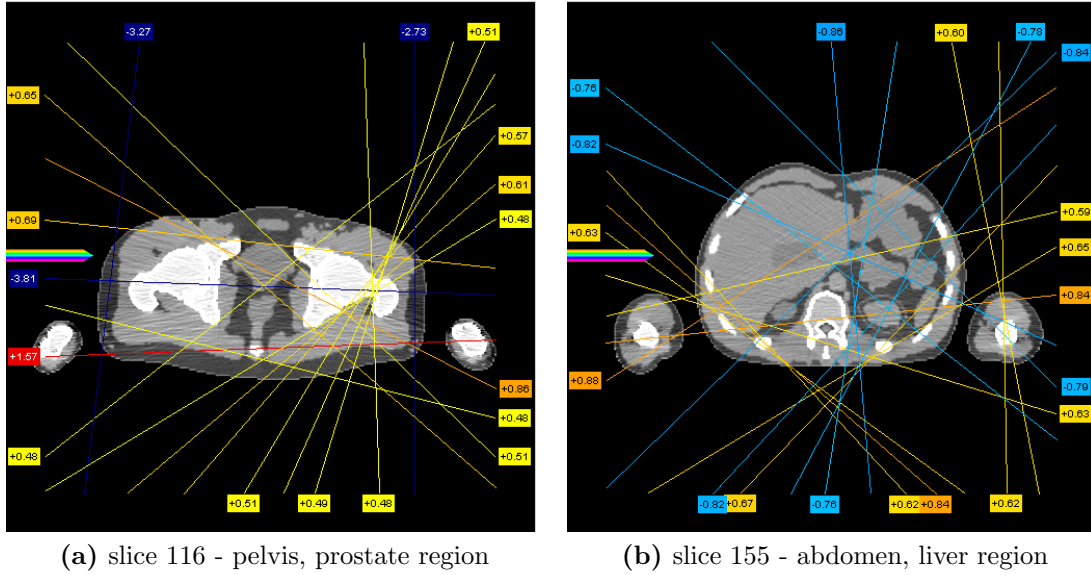 -3.27 -2.73 +0.51
+0.65
+0.57
+0.61
+0.69 +0.48
-3.81
+1.57
+0.86
+0.48
+0.48 +0.51
+0.51 +0.49 +0.48
(a) slice 116 - pelvis, prostate region
-0.86 +0.60 -0.78
-0.84
-0.76
-0.82
+0.59
+0.63 +0.65
+0.84
+0.88 -0.79
+0.63
-0.82 +0.67 -0.76 +0.62 +0.84 +0.62
(b) slice 155 - abdomen, liver region